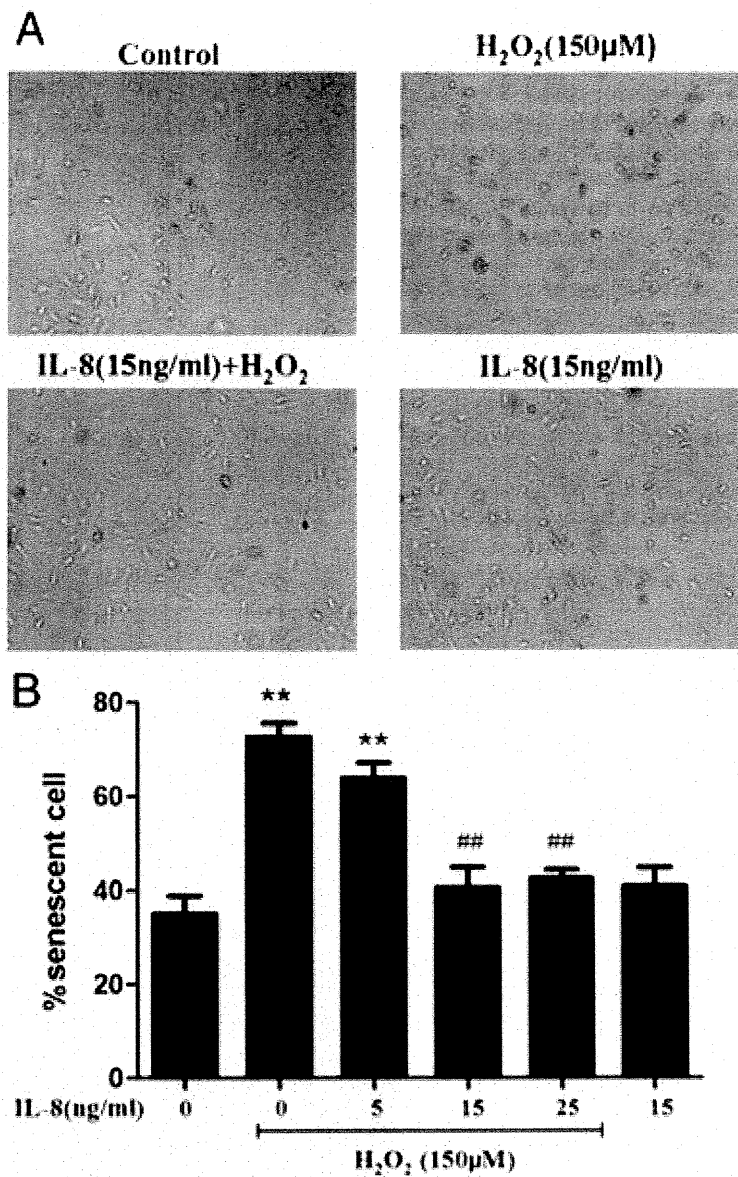 A
Control
H₂O₂(150μM)
IL-8(15ng/ml)+H₂O₂
IL-8(15ng/ml)
B
% senescent cell
80
60
40
20
0
** ** ## ##
IL-8(ng/ml) 0 0 5 15 25 15
H₂O₂ (150μM)